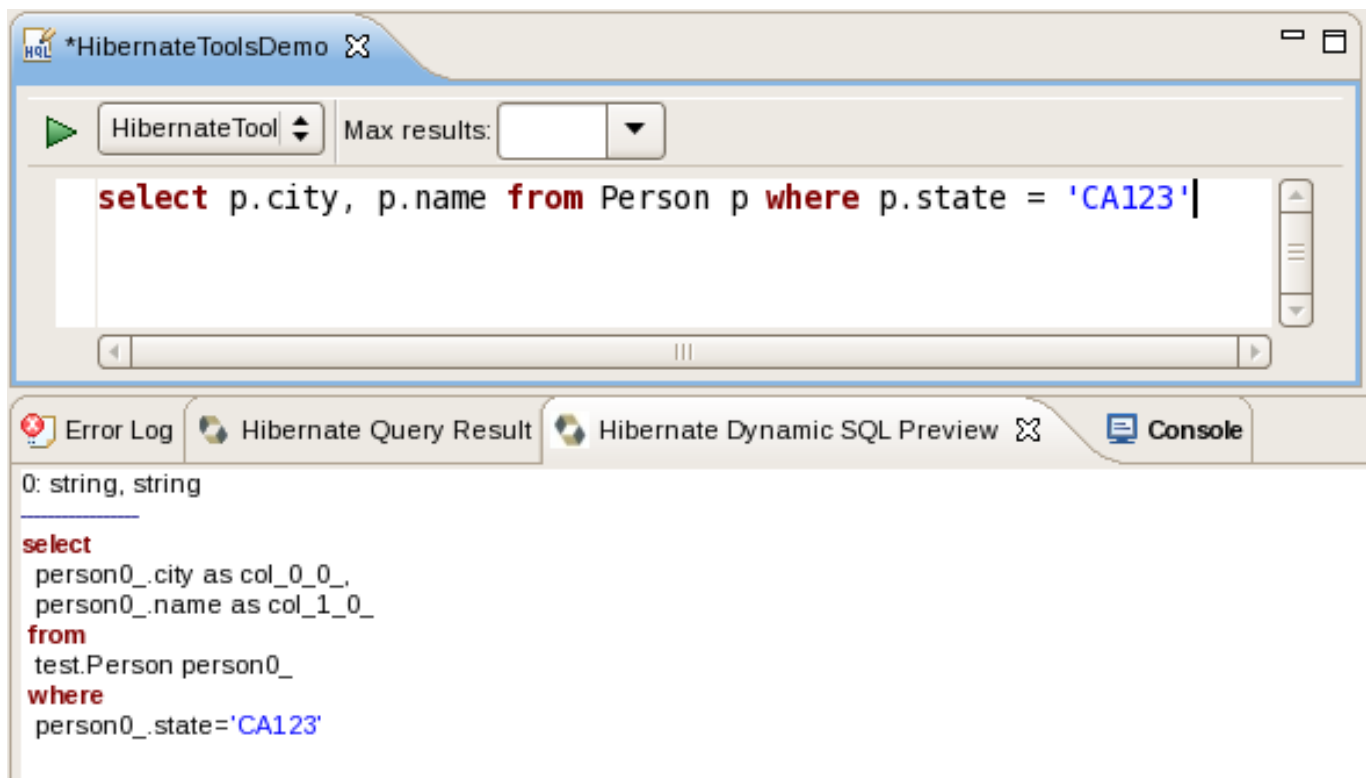 HQL *HibernateToolsDemo
HibernateTool Max results:
select p.city, p.name from Person p where p.state = 'CA123'
Error Log Hibernate Query Result Hibernate Dynamic SQL Preview Console
0: string, string
-----------------
select
person0_.city as col_0_0_,
person0_.name as col_1_0_
from
test.Person person0_
where
person0_.state='CA123'